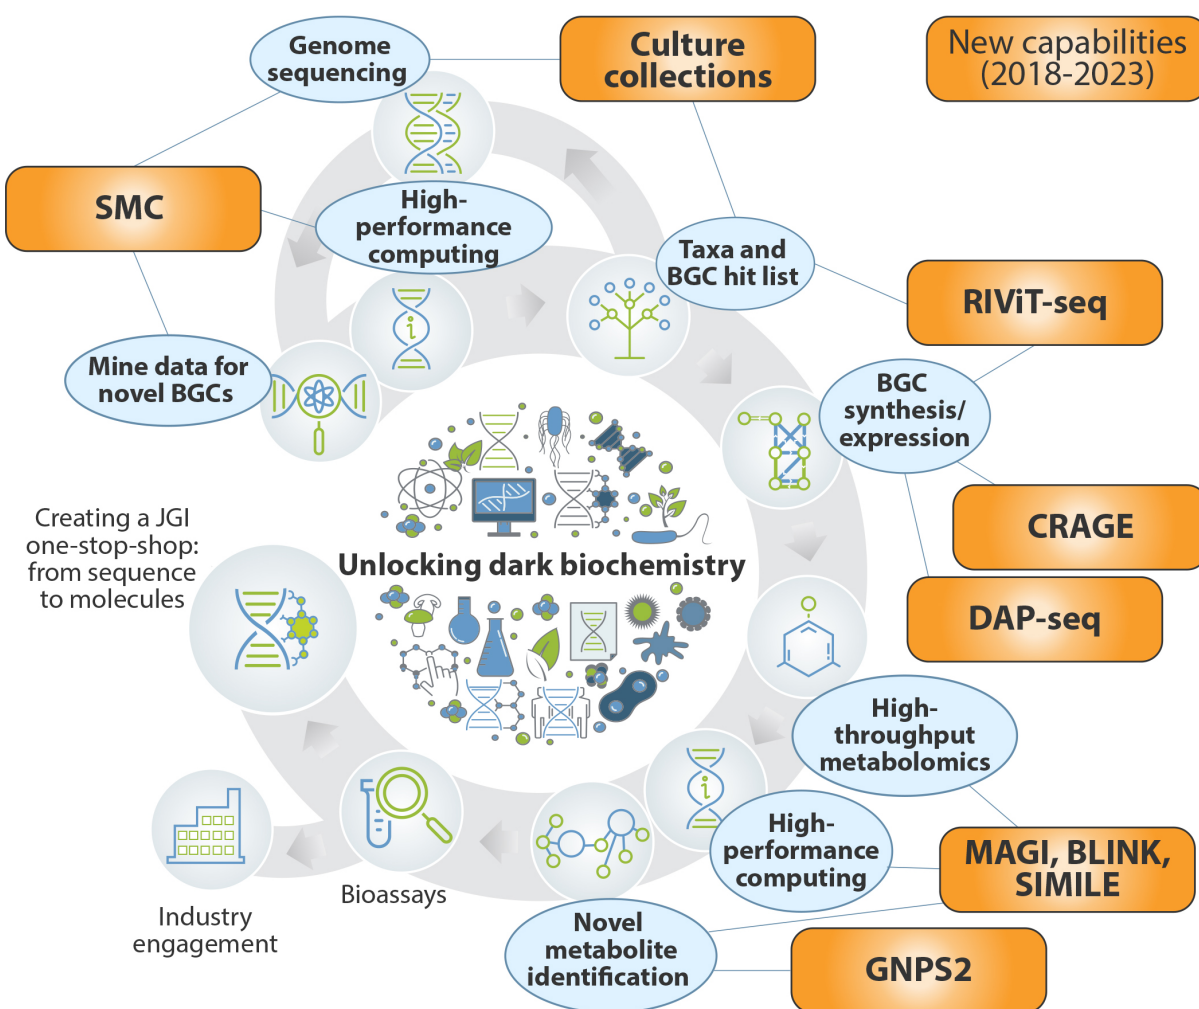 Genome
sequencing
Culture
collections
New capabilities
(2018-2023)
SMC
High-
performance
computing
Taxa and
BGC hit list
RIViT-seq
Mine data for
novel BGCs
BGC
synthesis/
expression
CRAGE
DAP-seq
Creating a JGI
one-stop-shop:
from sequence
to molecules
Unlocking dark biochemistry
High-
throughput
metabolomics
High-
performance
computing
MAGI, BLINK,
SIMILE
Bioassays
Industry
engagement
Novel
metabolite
identification
GNPS2
i
i